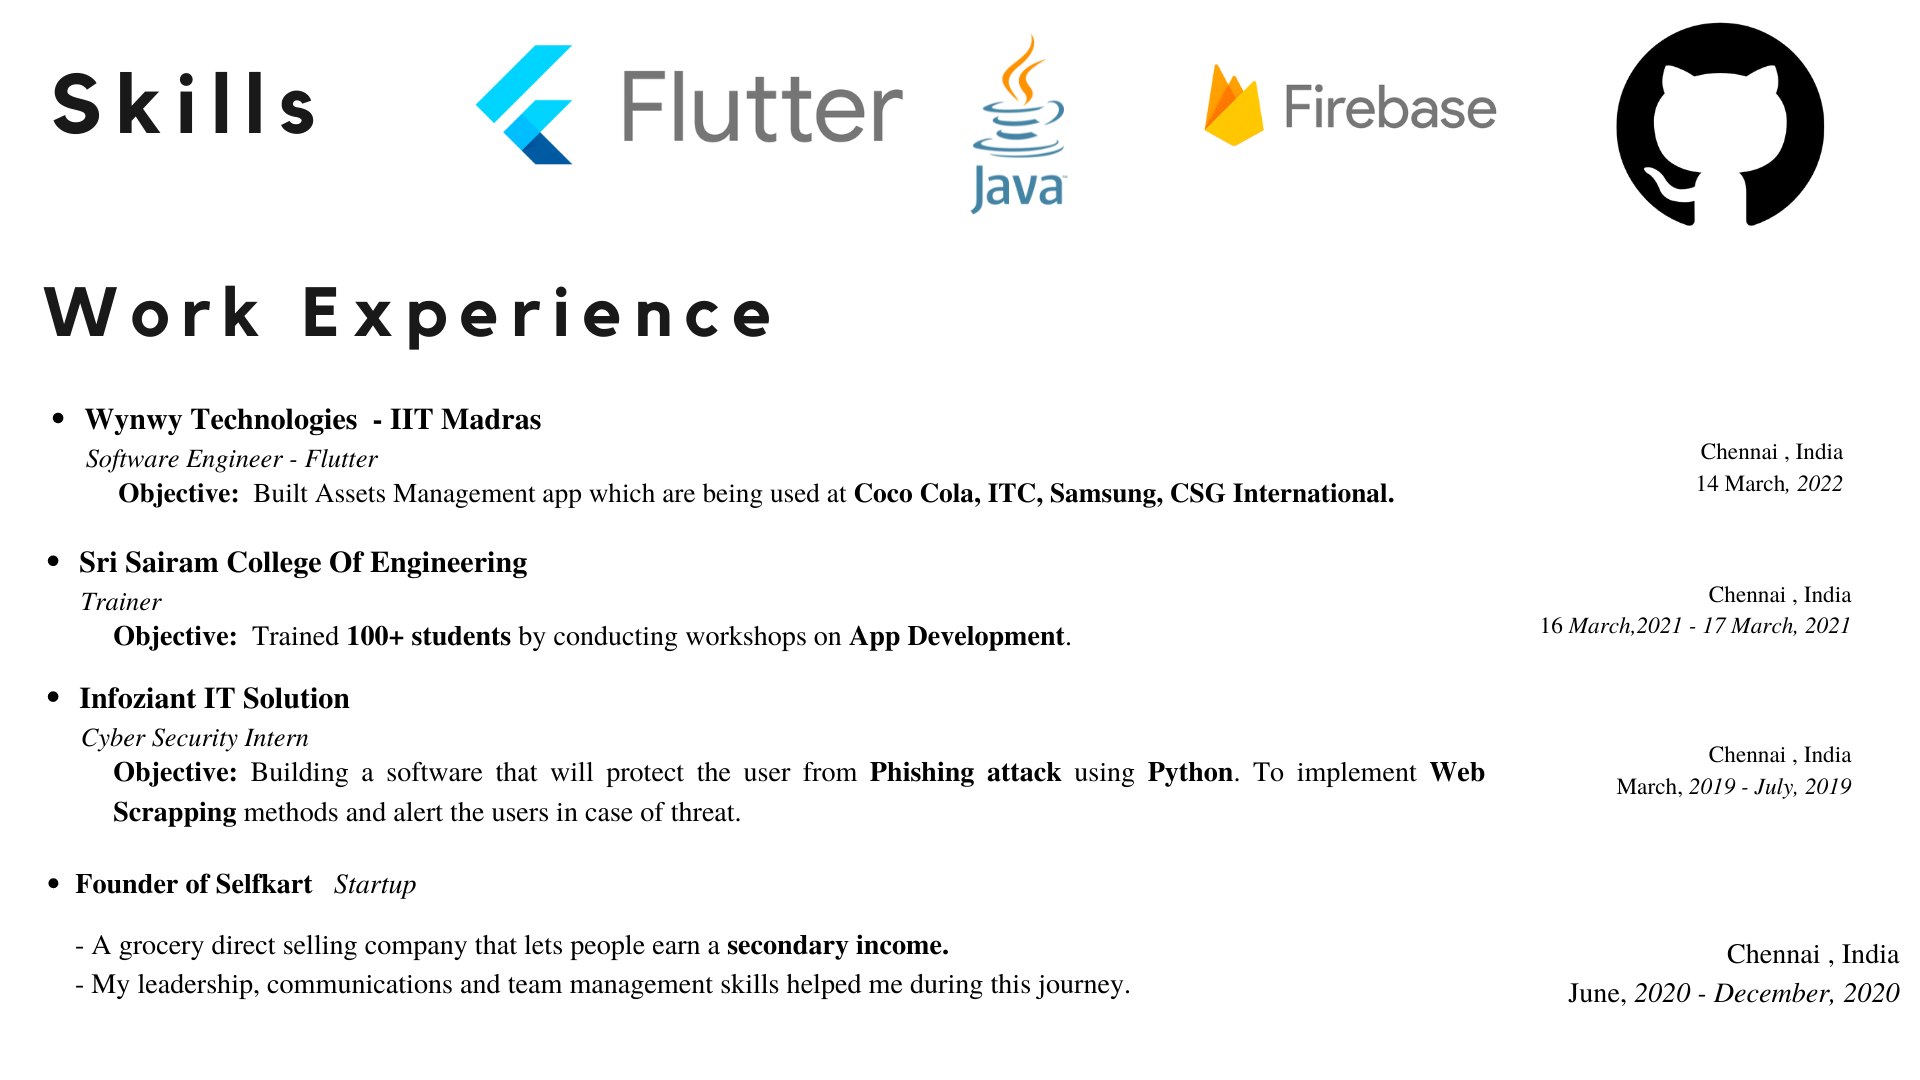 Skills
Flutter
Java™
Firebase
Work Experience
• Wynwy Technologies - IIT Madras
Software Engineer - Flutter
Chennai , India
Objective: Built Assets Management app which are being used at Coco Cola, ITC, Samsung, CSG International.
14 March, 2022
• Sri Sairam College Of Engineering
Trainer
Chennai , India
Objective: Trained 100+ students by conducting workshops on App Development.
16 March,2021 - 17 March, 2021
• Infoziant IT Solution
Cyber Security Intern
Chennai , India
Objective: Building a software that will protect the user from Phishing attack using Python. To implement Web
March, 2019 - July, 2019
Scrapping methods and alert the users in case of threat.
• Founder of Selfkart Startup
- A grocery direct selling company that lets people earn a secondary income.
Chennai , India
- My leadership, communications and team management skills helped me during this journey.
June, 2020 - December, 2020